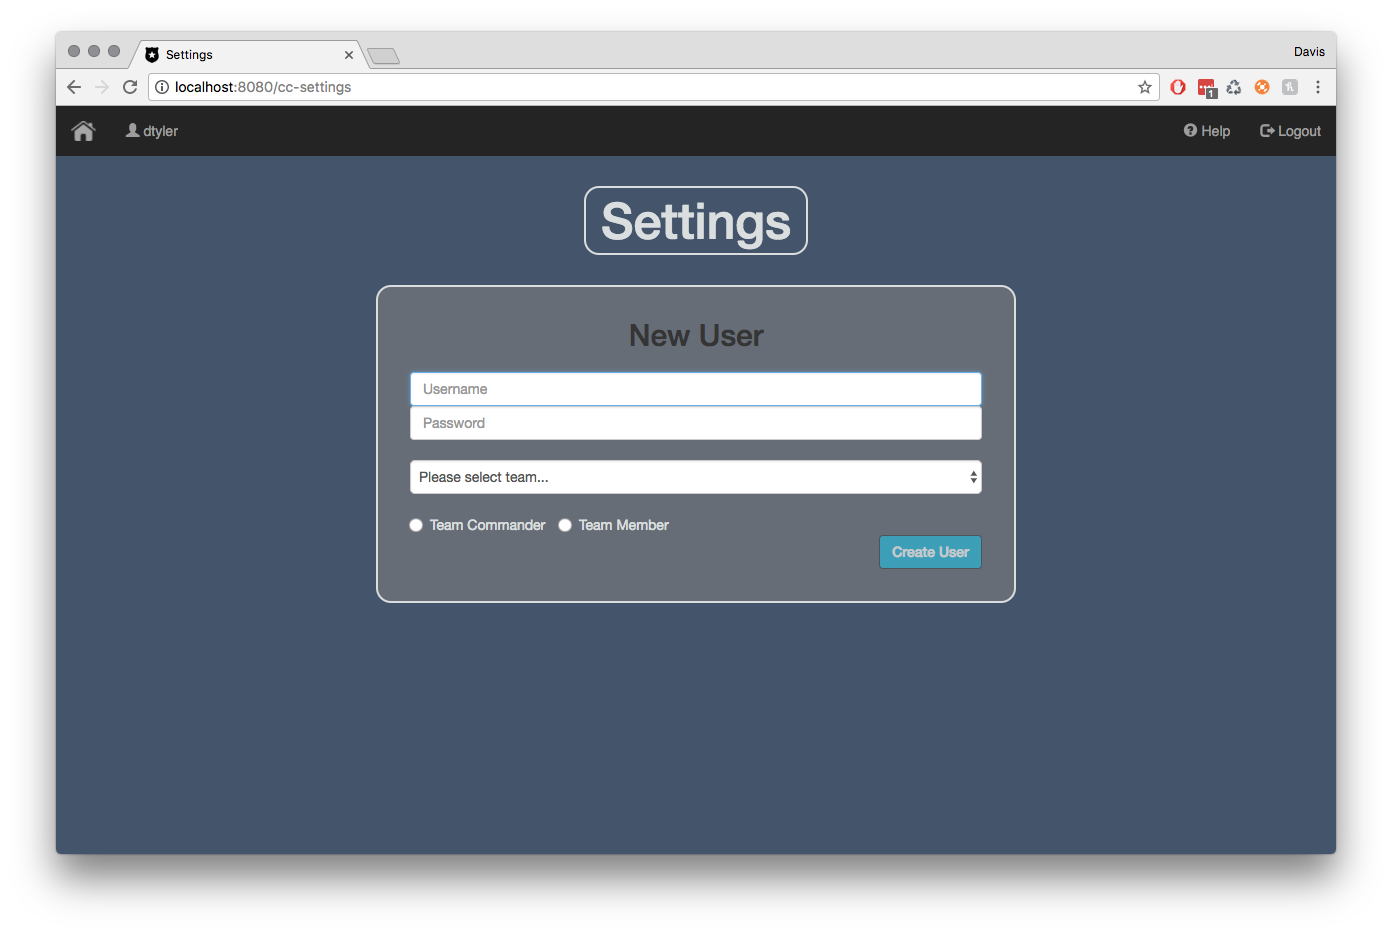 Settings
Davis
localhost:8080/cc-settings
1
dtyler
Help
Logout
Settings
New User
Username
Password
Please select team...
Team Commander Team Member
Create User